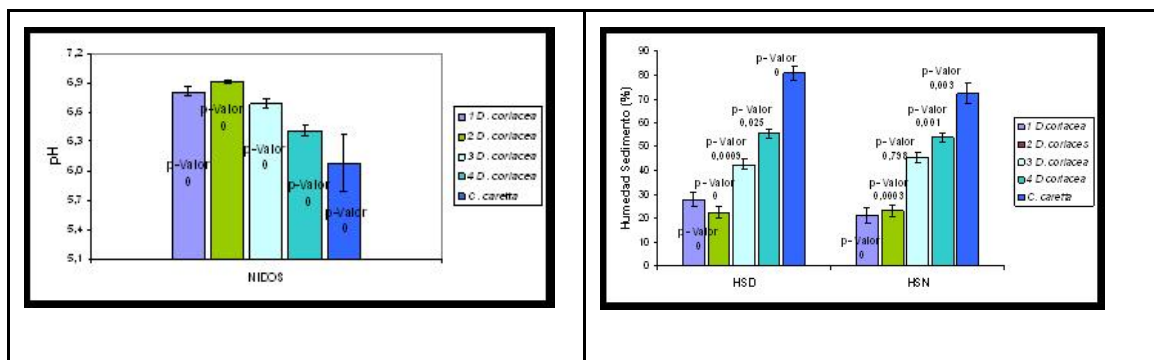 7,2
6,9
6,6
6,3
6,0
5,7
5,4
5,1
pH
p-Valor
0
p-Valor
0
p-Valor
0
p-Valor
0
p-Valor
0
NIDOS
1 D. coriacea
2 D. coriacea
3 D. coriacea
4 D. coriacea
C. caretta
90
80
70
60
50
40
30
20
10
0
Humedad Sedimento (%)
p-Valor
0
p-Valor
0
p-Valor
0,0009
p-Valor
0,025
p-Valor
0
p-Valor
0
p-Valor
0,0003
p-Valor
0,798
p-Valor
0,001
p-Valor
0,003
HSD
HSN
1 D.coriacea
2 D. coriaces
3 D. coriacea
4 D.coriacea
C. caretta